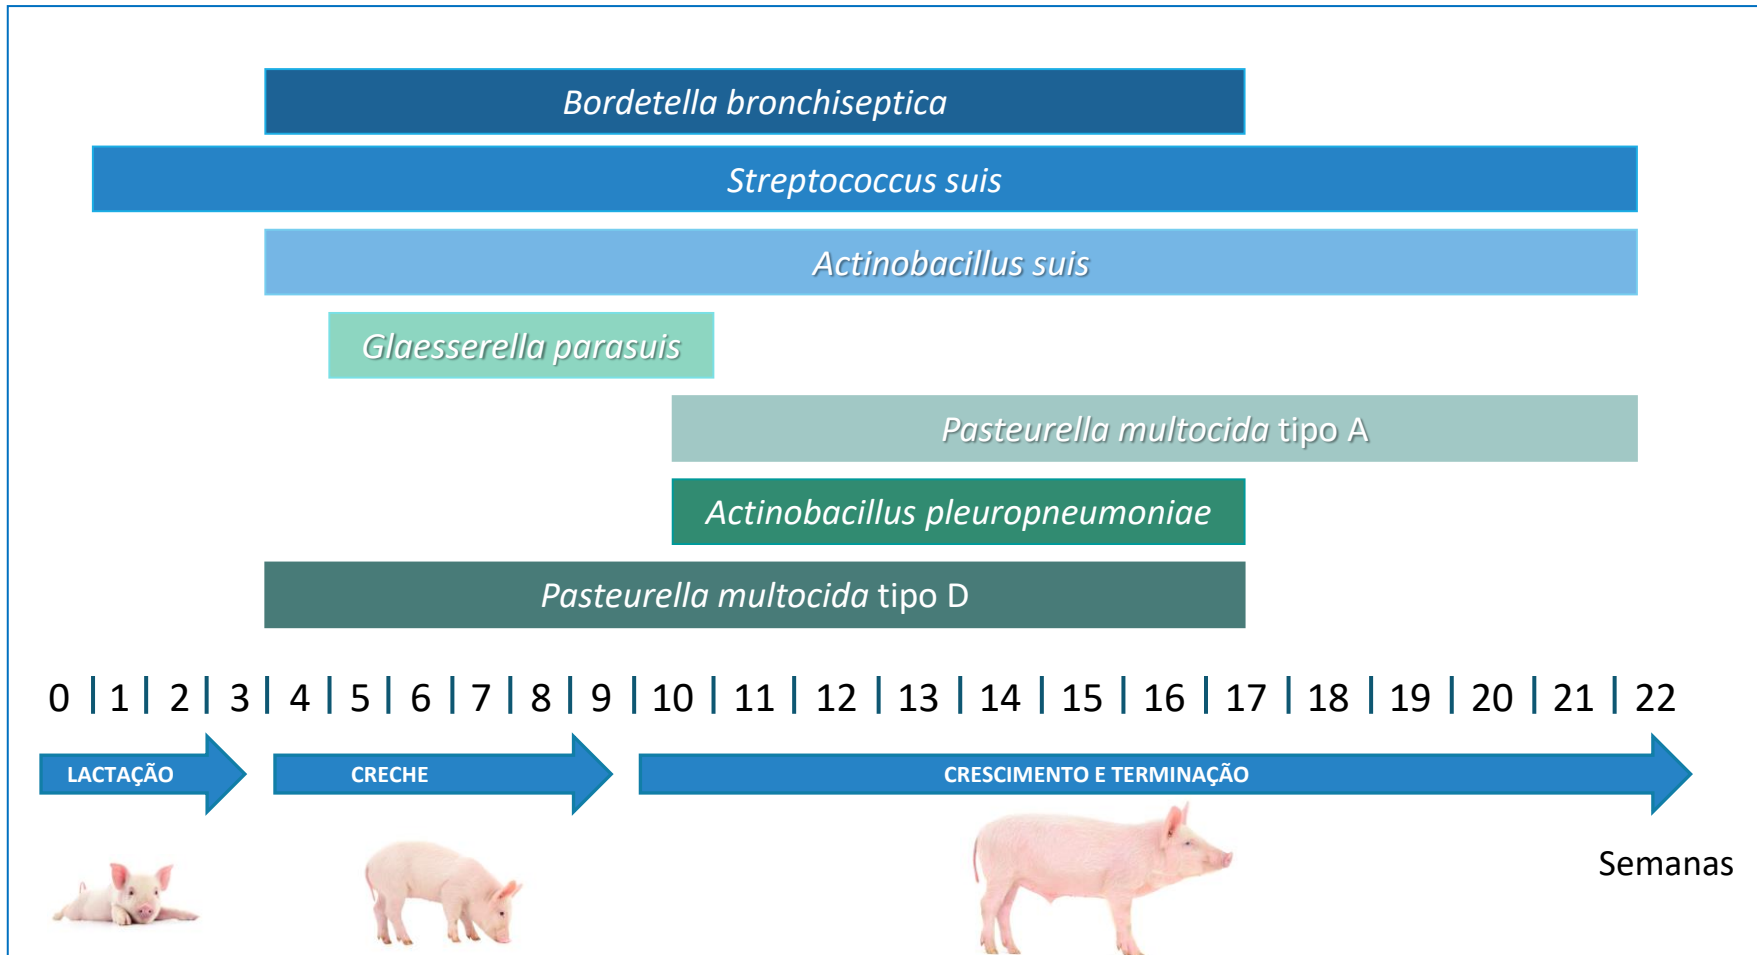 Bordetella bronchiseptica
Streptococcus suis
Actinobacillus suis
Glaesserella parasuis
Pasteurella multocida tipo A
Actinobacillus pleuropneumoniae
Pasteurella multocida tipo D
0 | 1 | 2 | 3 | 4 | 5 | 6 | 7 | 8 | 9 | 10 | 11 | 12 | 13 | 14 | 15 | 16 | 17 | 18 | 19 | 20 | 21 | 22
LACTAÇÃO CRECHE CRESCIMENTO E TERMINAÇÃO
Semanas